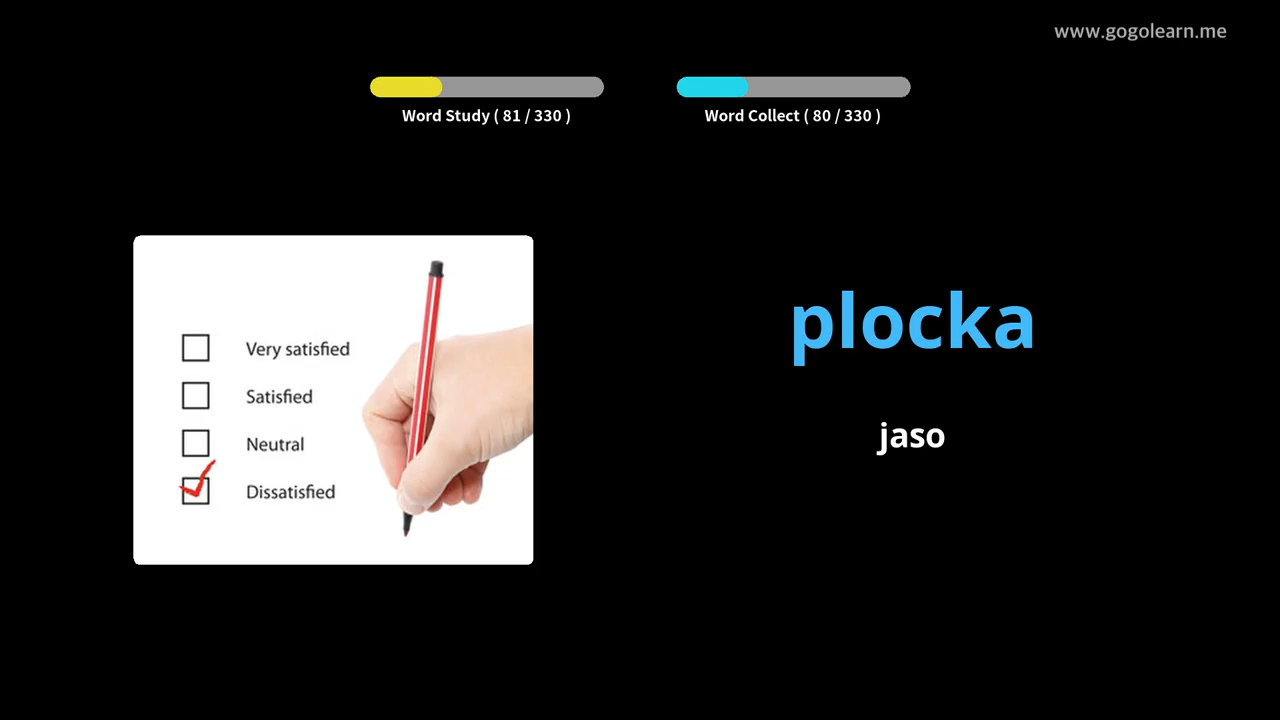 www.gogolearn.me
Word Study ( 81 / 330 )
Word Collect ( 80 / 330 )
Very satisfied
Satisfied
Neutral
Dissatisfied
plocka
jaso